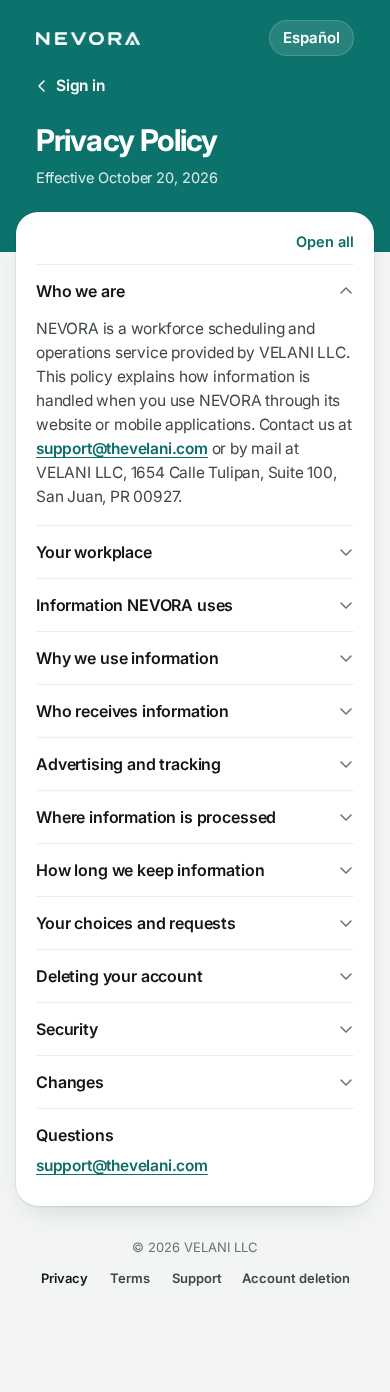 NEVORA
Español
Sign in
Privacy Policy
Effective October 20, 2026
Open all
Who we are
NEVORA is a workforce scheduling and
operations service provided by VELANI LLC.
This policy explains how information is
handled when you use NEVORA through its
website or mobile applications. Contact us at
support@thevelani.com or by mail at
VELANI LLC, 1654 Calle Tulipan, Suite 100,
San Juan, PR 00927.
Your workplace
Information NEVORA uses
Why we use information
Who receives information
Advertising and tracking
Where information is processed
How long we keep information
Your choices and requests
Deleting your account
Security
Changes
Questions
support@thevelani.com
© 2026 VELANI LLC
Privacy Terms Support Account deletion